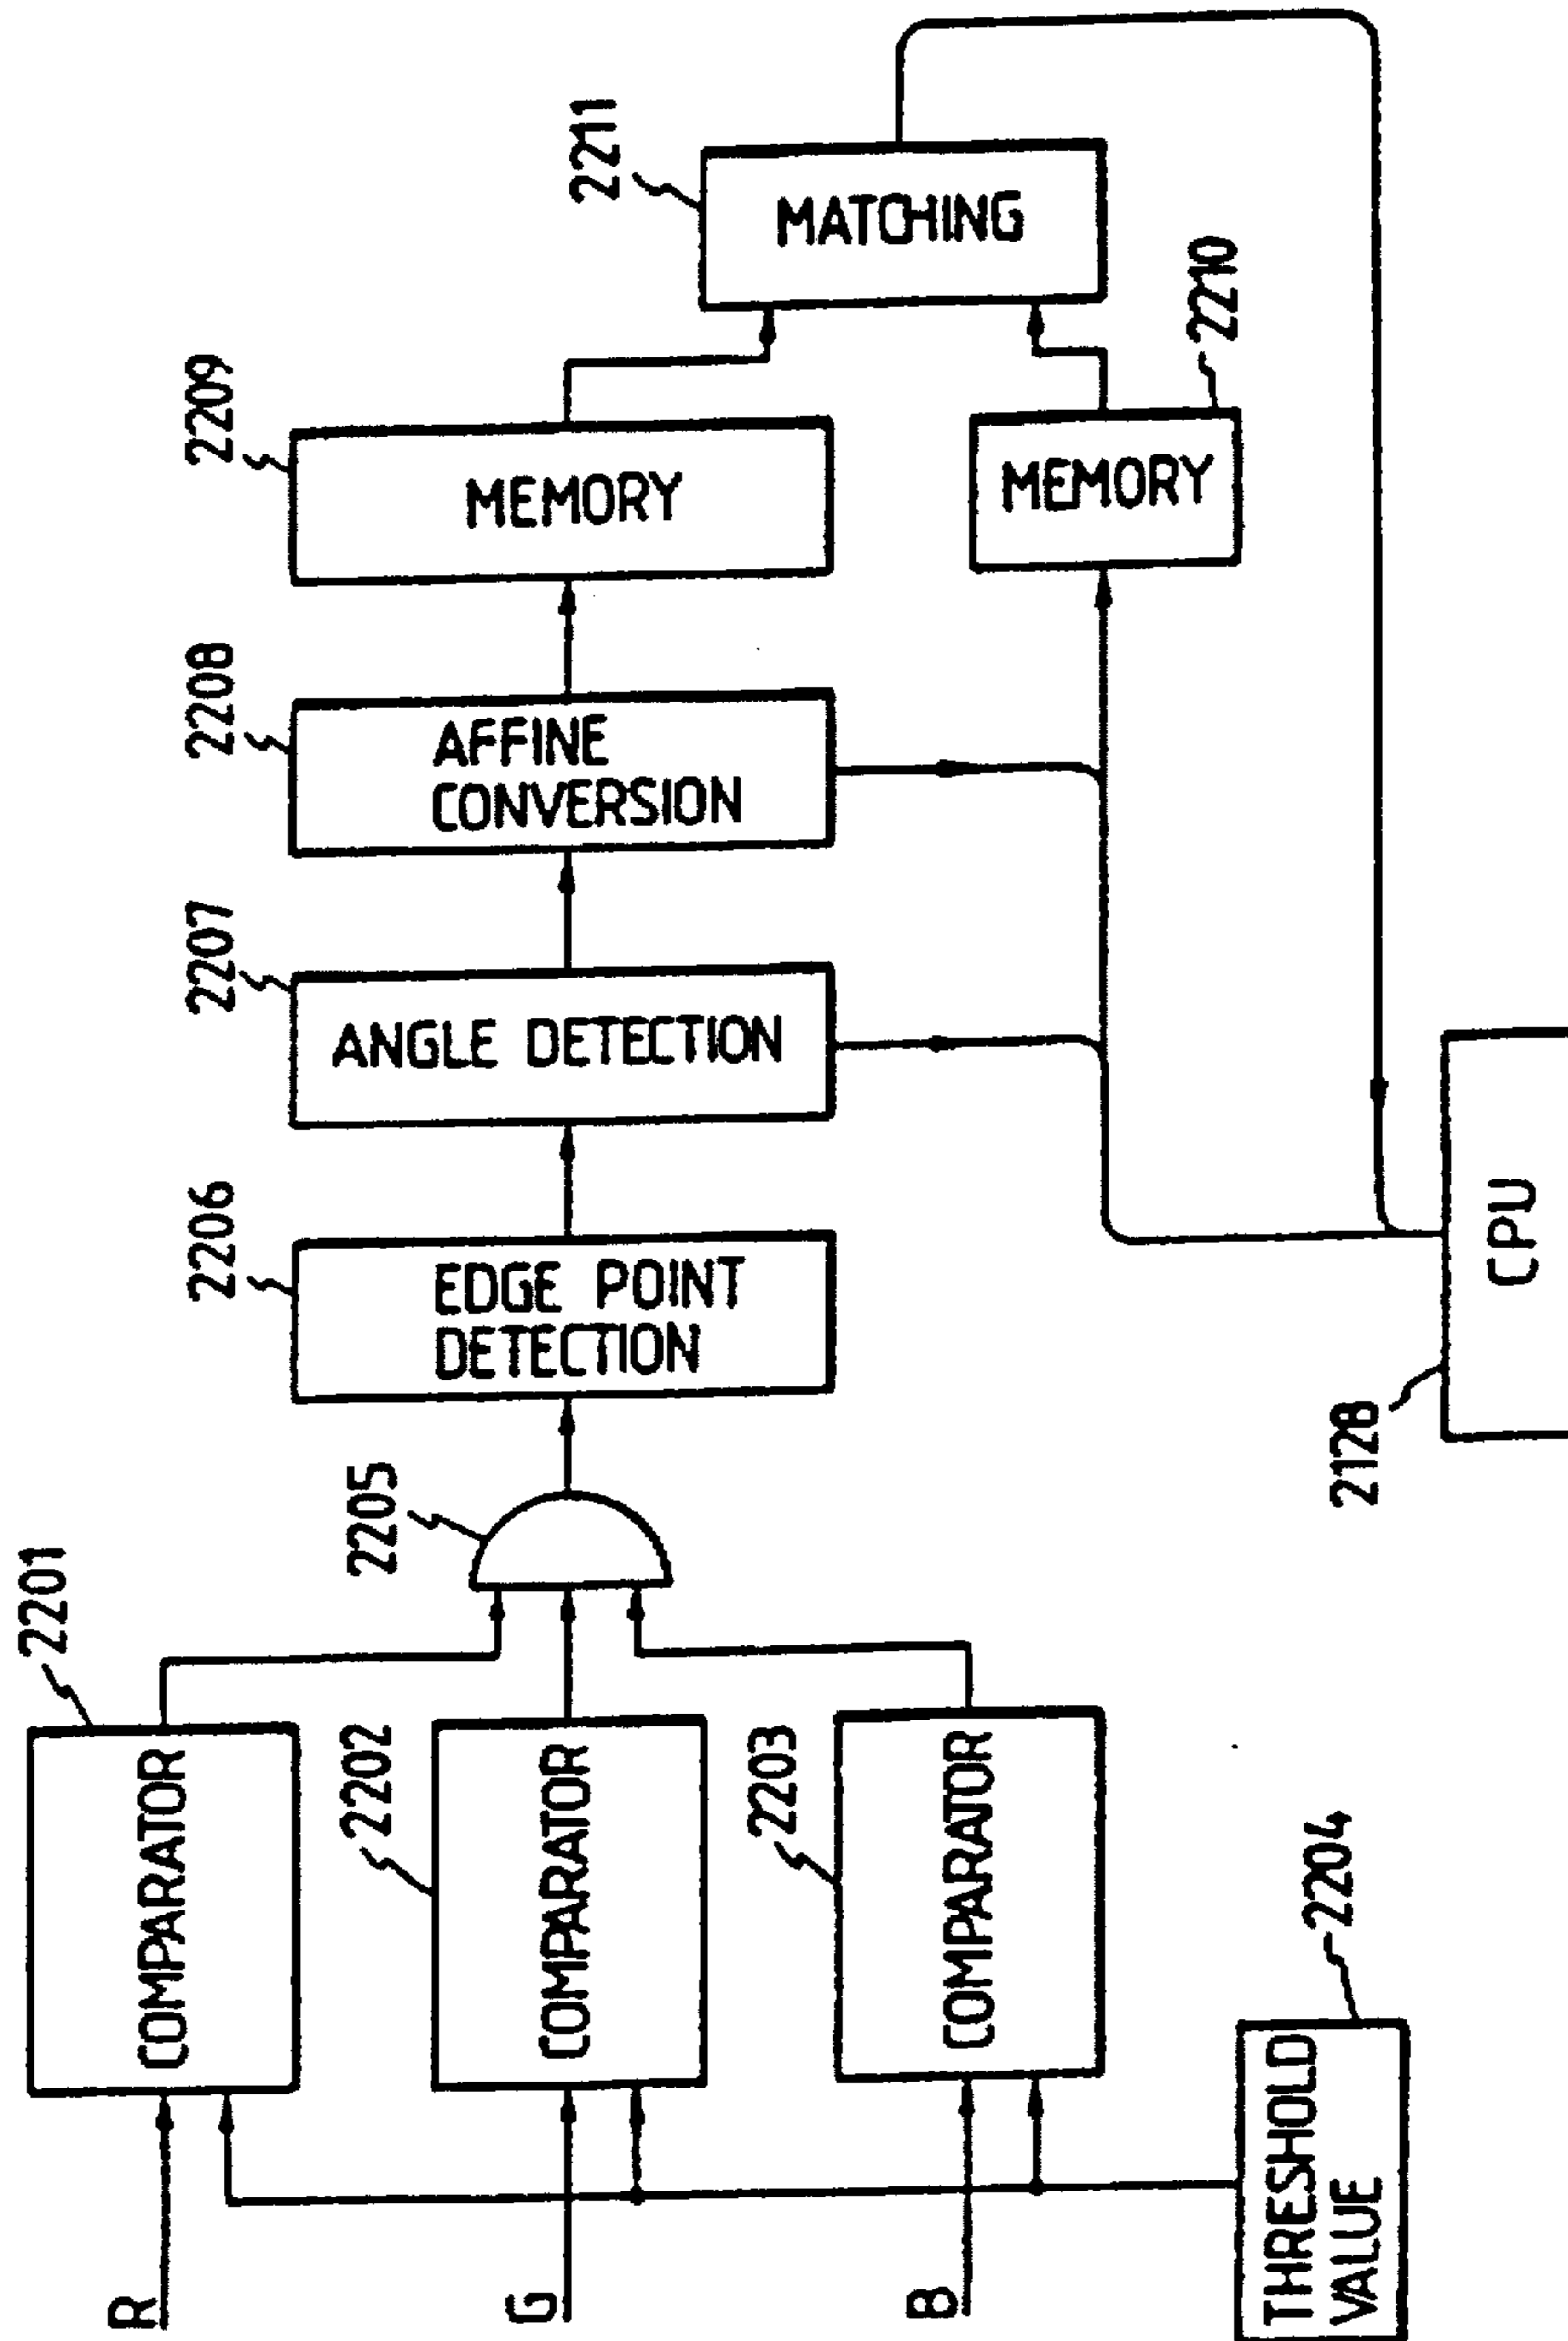 R
G
B
THRESHOLD
VALUE
2204
COMPARATOR
2201
COMPARATOR
2202
COMPARATOR
2203
2205
EDGE POINT
DETECTION
2206
ANGLE DETECTION
2207
AFFINE
CONVERSION
2208
MEMORY
2209
MEMORY
2210
MATCHING
2211
CPU
2128